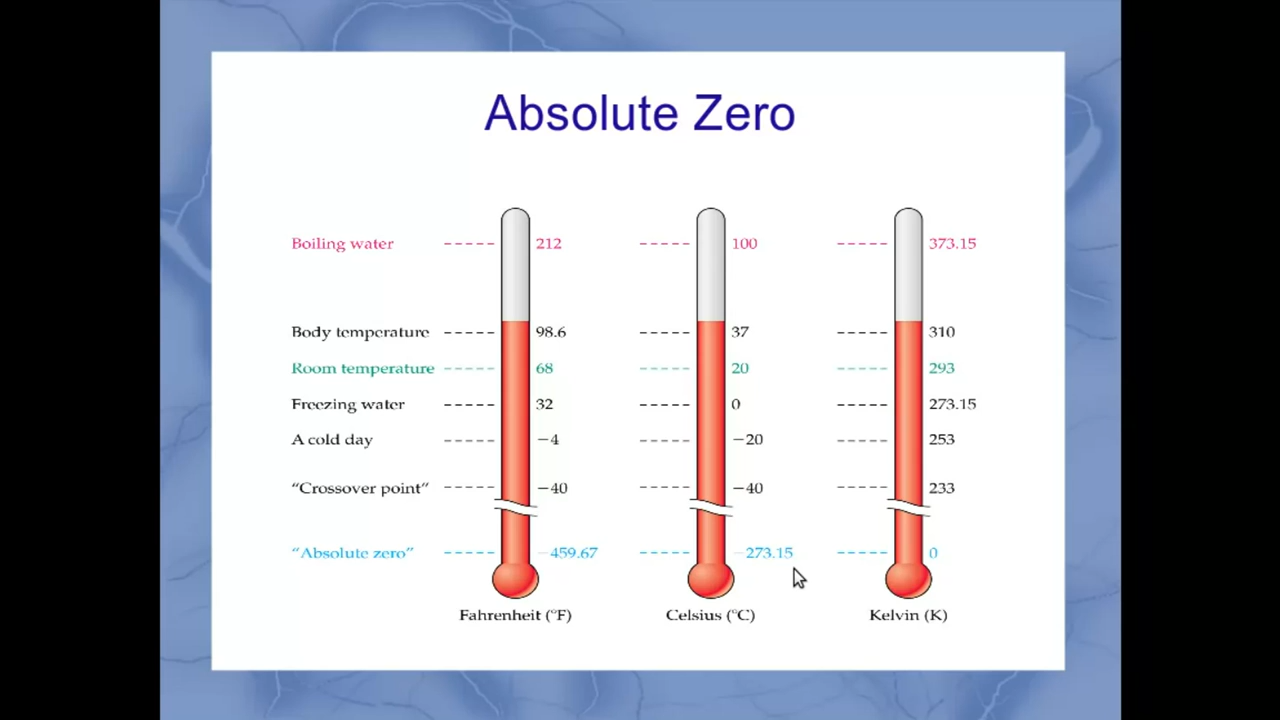 Absolute Zero
Boiling water 212 100 373.15
Body temperature 98.6 37 310
Room temperature 68 20 293
Freezing water 32 0 273.15
A cold day −4 −20 253
“Crossover point” −40 −40 233
“Absolute zero” −459.67 −273.15 0
Fahrenheit (°F) Celsius (°C) Kelvin (K)